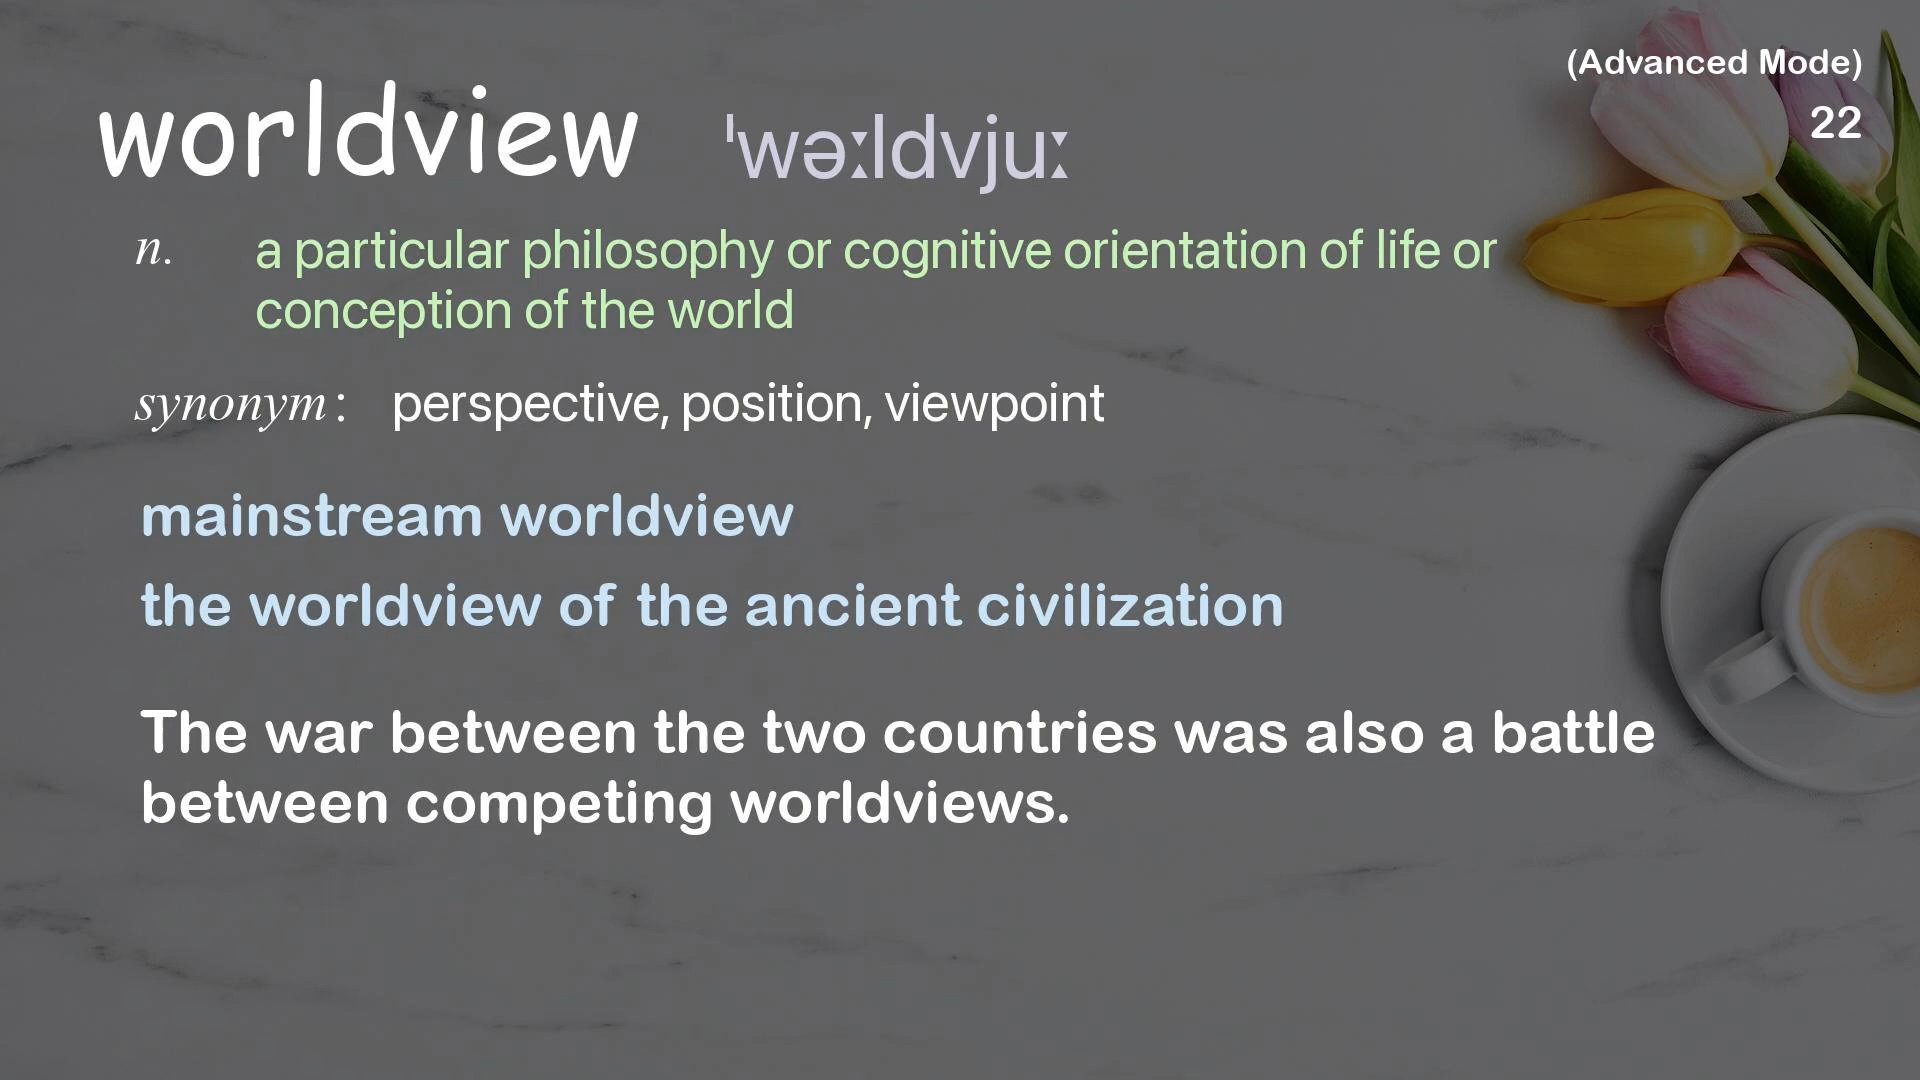 (Advanced Mode)
22
worldview ˈwəːldvjuː
n. a particular philosophy or cognitive orientation of life or
conception of the world
synonym: perspective, position, viewpoint
mainstream worldview
the worldview of the ancient civilization
The war between the two countries was also a battle
between competing worldviews.